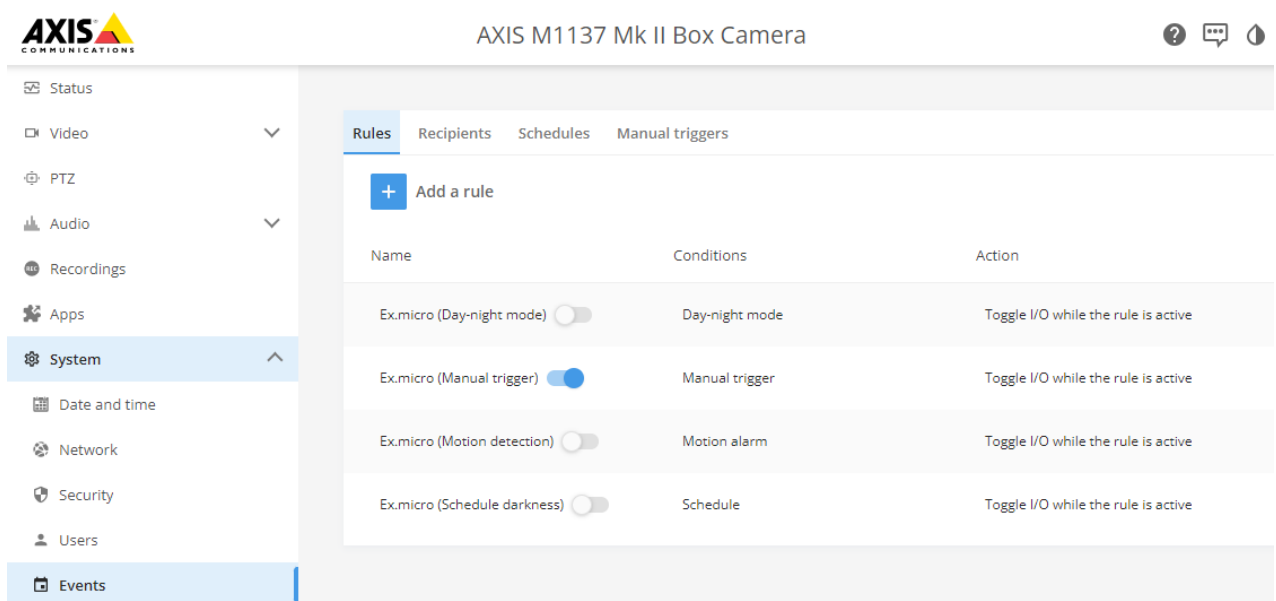 AXIS
COMMUNICATIONS
AXIS M1137 Mk II Box Camera
Status
Video
PTZ
Audio
REC Recordings
Apps
System
Date and time
Network
Security
Users
Events
Rules Recipients Schedules Manual triggers
+ Add a rule
Name Conditions Action
Ex.micro (Day-night mode) Day-night mode Toggle I/O while the rule is active
Ex.micro (Manual trigger) Manual trigger Toggle I/O while the rule is active
Ex.micro (Motion detection) Motion alarm Toggle I/O while the rule is active
Ex.micro (Schedule darkness) Schedule Toggle I/O while the rule is active